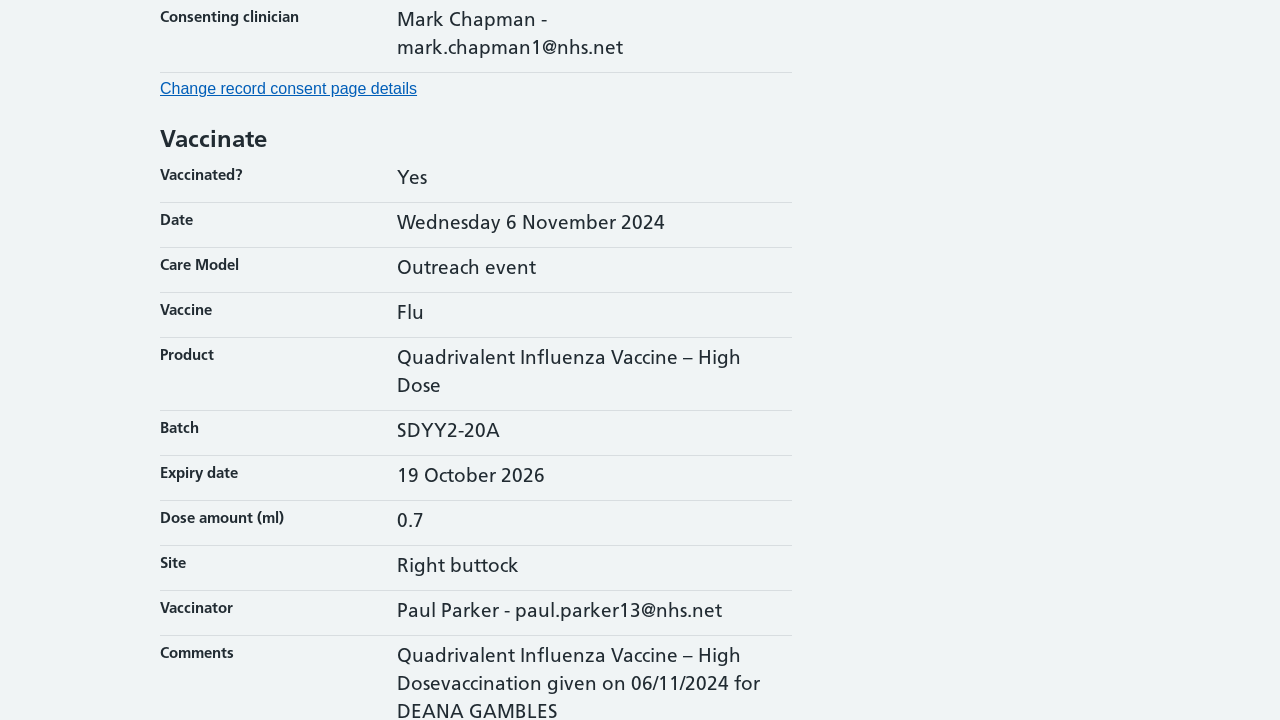 Consenting clinician
Mark Chapman -
mark.chapman1@nhs.net
Change record consent page details
Vaccinate
Vaccinated?
Yes
Date
Wednesday 6 November 2024
Care Model
Outreach event
Vaccine
Flu
Product
Quadrivalent Influenza Vaccine – High
Dose
Batch
SDYY2-20A
Expiry date
19 October 2026
Dose amount (ml)
0.7
Site
Right buttock
Vaccinator
Paul Parker - paul.parker13@nhs.net
Comments
Quadrivalent Influenza Vaccine – High
Dosevaccination given on 06/11/2024 for
DEANA GAMBLES